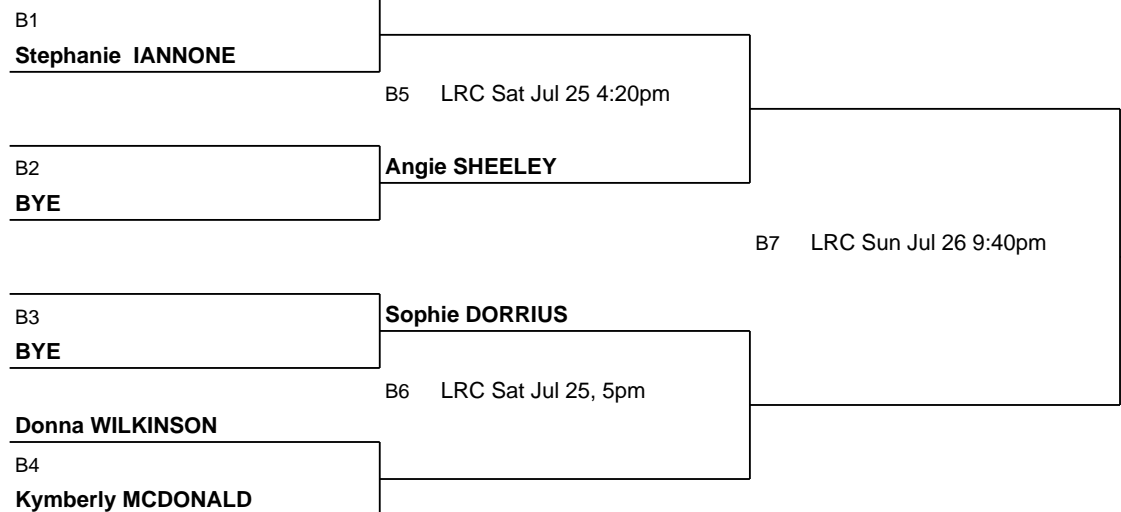 B1
Stephanie IANNONE
B5 LRC Sat Jul 25 4:20pm
B2
Angie SHEELEY
BYE
B7 LRC Sun Jul 26 9:40pm
B3
Sophie DORRIUS
BYE
B6 LRC Sat Jul 25, 5pm
Donna WILKINSON
B4
Kymberly MCDONALD